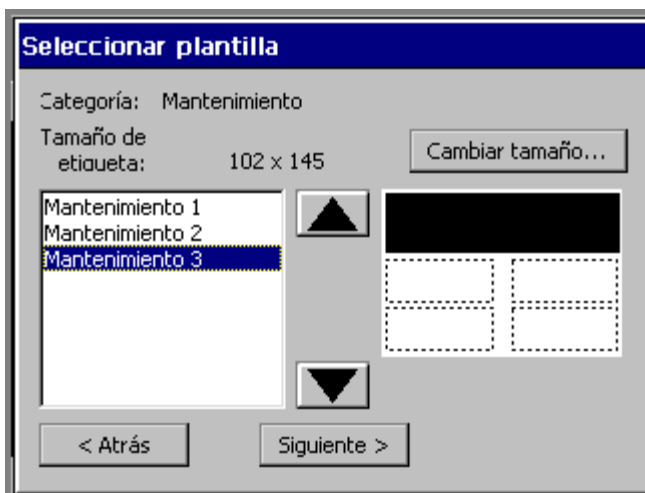 Seleccionar plantilla
Categoría: Mantenimiento
Tamaño de
etiqueta: 102 x 145
Cambiar tamaño...
Mantenimiento 1
Mantenimiento 2
Mantenimiento 3
< Atrás
Siguiente >